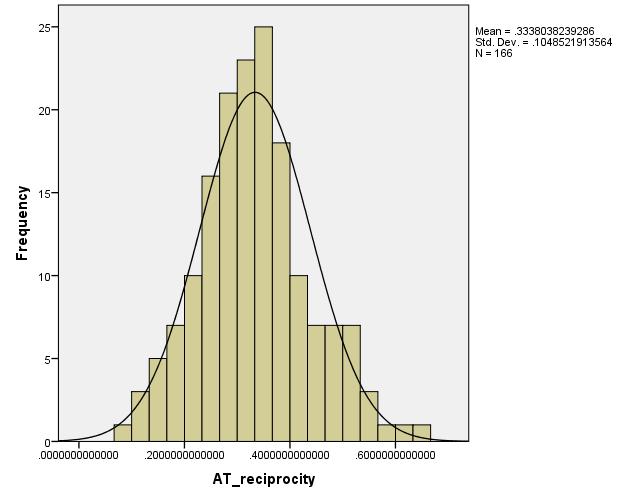 Mean = .3338038239286
Std. Dev. = .1048521913564
N = 166
25
20
15
10
5
0
Frequency
.0000000000000 .2000000000000 .4000000000000 .6000000000000
AT_reciprocity